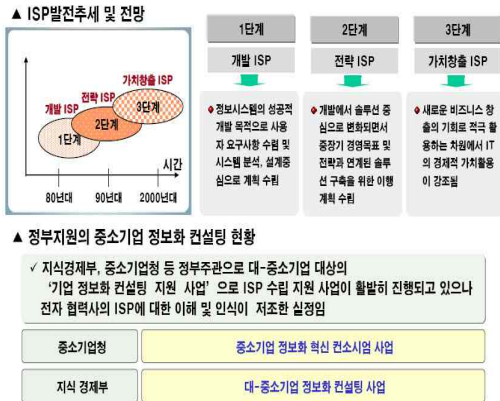 ▲ ISP발전추세 및 전망
개발 ISP
전략 ISP
가치창출 ISP
1단계
2단계
3단계
시간
80년대
90년대
2000년대
1단계
개발 ISP
정보시스템의 성공적
개발 목적으로 사용
자 요구사항 수렴 및
시스템 분석, 설계중
심으로 계획 수립
2단계
전략 ISP
개발에서 솔루션 중
심으로 변화되면서
중장기 경영목표 및
전략과 연계된 솔루
션 구축을 위한 이행
계획 수립
3단계
가치창출 ISP
새로운 비즈니스 창
출의 기회로 적극 활
용하는 차원에서 IT
의 경제적 가치활용
이 강조됨
▲ 정부지원의 중소기업 정보화 컨설팅 현황
✓ 지식경제부, 중소기업청 등 정부주관으로 대-중소기업 대상의
‘기업 정보화 컨설팅 지원 사업’으로 ISP 수립 지원 사업이 활발히 진행되고 있으나
전자 협력사의 ISP에 대한 이해 및 인식이 저조한 실정임
중소기업청
중소기업 정보화 혁신 컨소시엄 사업
지식 경제부
대-중소기업 정보화 컨설팅 사업